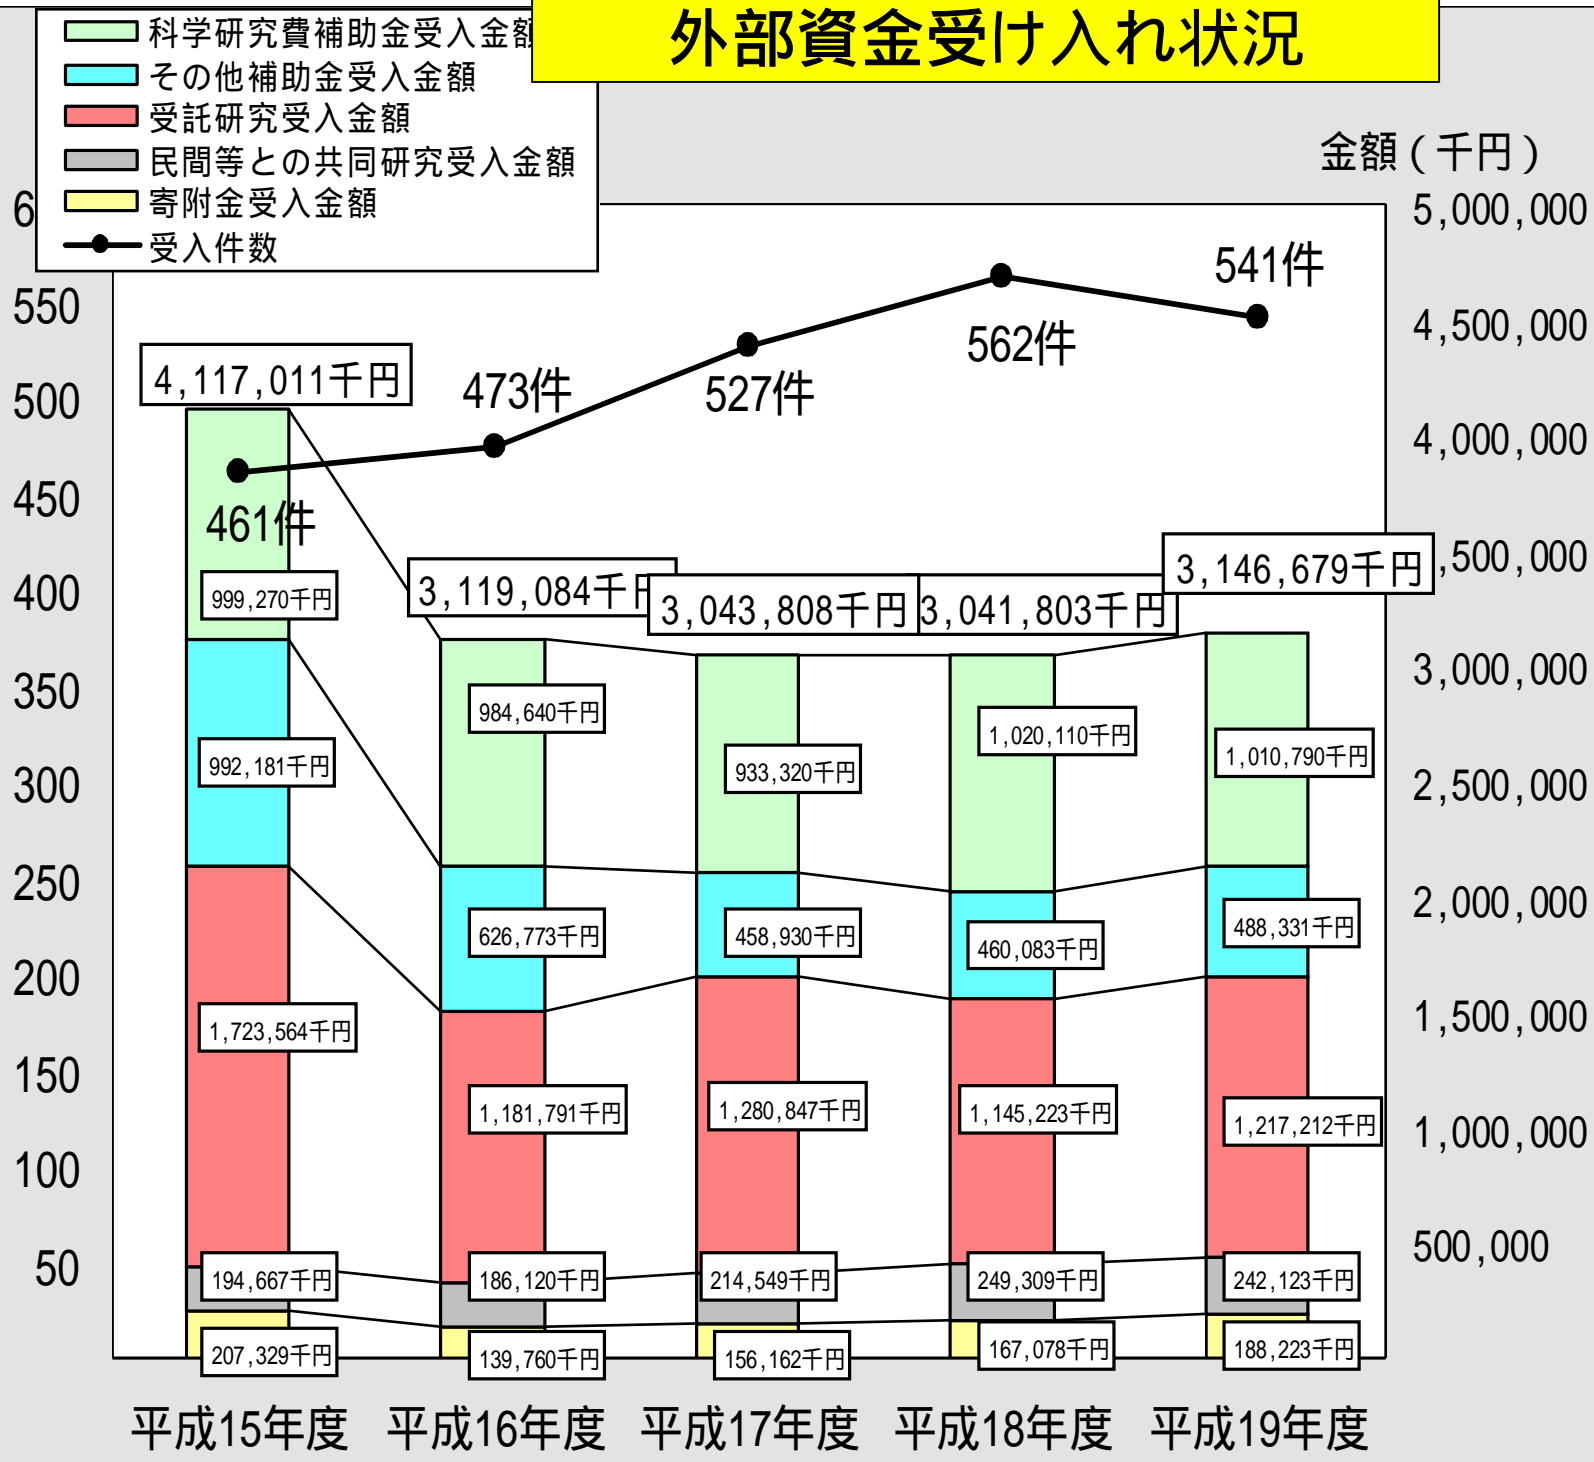 外部資金受け入れ状況
科学研究費補助金受入金額
その他補助金受入金額
受託研究受入金額
民間等との共同研究受入金額
寄附金受入金額
受入件数
金額(千円)
6
550
500
450
400
350
300
250
200
150
100
50
5,000,000
4,500,000
4,000,000
,500,000
3,000,000
2,500,000
2,000,000
1,500,000
1,000,000
500,000
461件
473件
527件
562件
541件
4,117,011千円
999,270千円
992,181千円
1,723,564千円
194,667千円
207,329千円
3,119,084千円
984,640千円
626,773千円
1,181,791千円
186,120千円
139,760千円
3,043,808千円
933,320千円
458,930千円
1,280,847千円
214,549千円
156,162千円
3,041,803千円
1,020,110千円
460,083千円
1,145,223千円
249,309千円
167,078千円
3,146,679千円
1,010,790千円
488,331千円
1,217,212千円
242,123千円
188,223千円
平成15年度
平成16年度
平成17年度
平成18年度
平成19年度